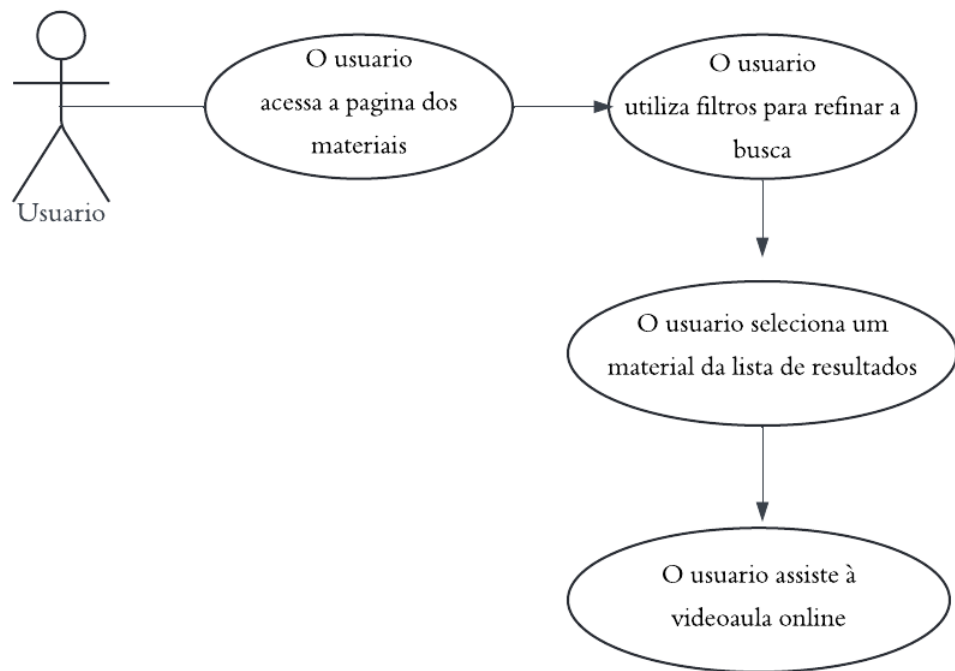 O usuario
acessa a pagina dos
materiais
O usuario
utiliza filtros para refinar a
busca
Usuario
O usuario seleciona um
material da lista de resultados
O usuario assiste à
videoaula online